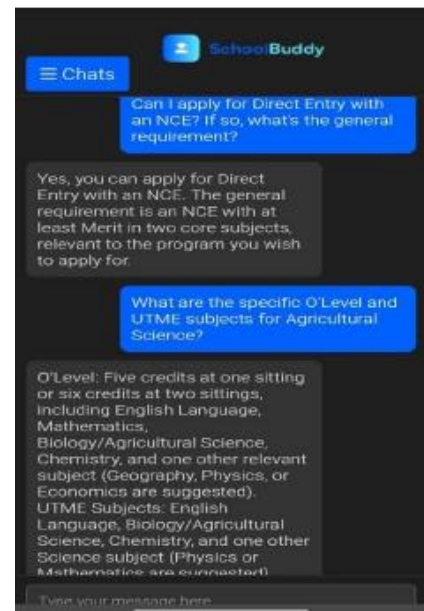 SchoolBuddy
Chats
Can I apply for Direct Entry with
an NCE? If so, what's the general
requirement?
Yes, you can apply for Direct
Entry with an NCE. The general
requirement is an NCE with at
least Merit in two core subjects,
relevant to the program you wish
to apply for.
What are the specific O'Level and
UTME subjects for Agricultural
Science?
O'Level: Five credits at one sitting
or six credits at two sittings,
including English Language,
Mathematics,
Biology/Agricultural Science,
Chemistry, and one other relevant
subject (Geography, Physics, or
Economics are suggested).
UTME Subjects: English
Language, Biology/Agricultural
Science, Chemistry, and one other
Science subject (Physics or
Mathematics are suggested)
Type your message here